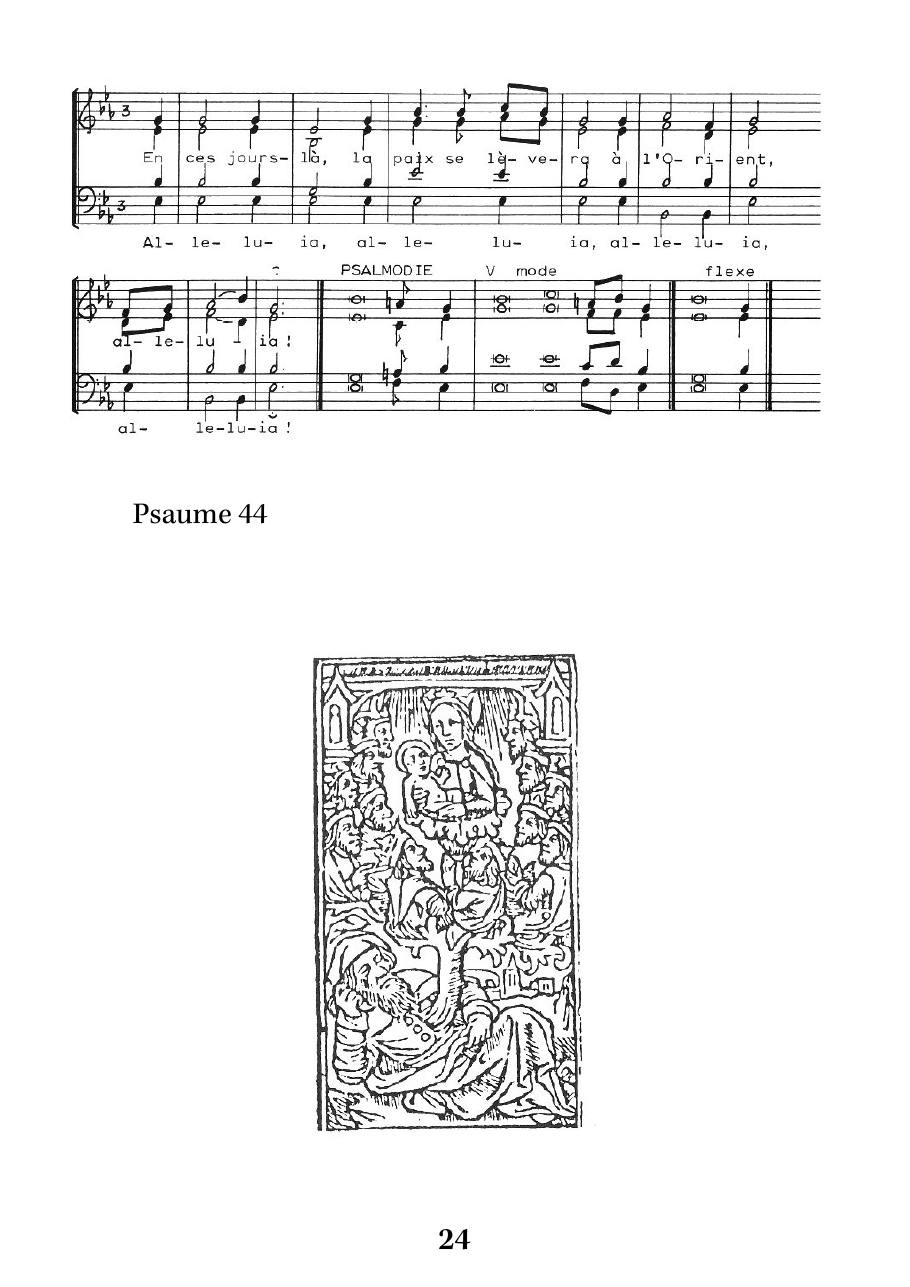 3
En ces jours- là, la paix se lè- ve- ra à l'O- ri- ent,
3
Al- le- lu- ia, al- le- lu- ia, al- le- lu- ia,
PSALMODIE V mode flexe
al- le- lu - ia !
al- le-lu-ia !
Psaume 44
24